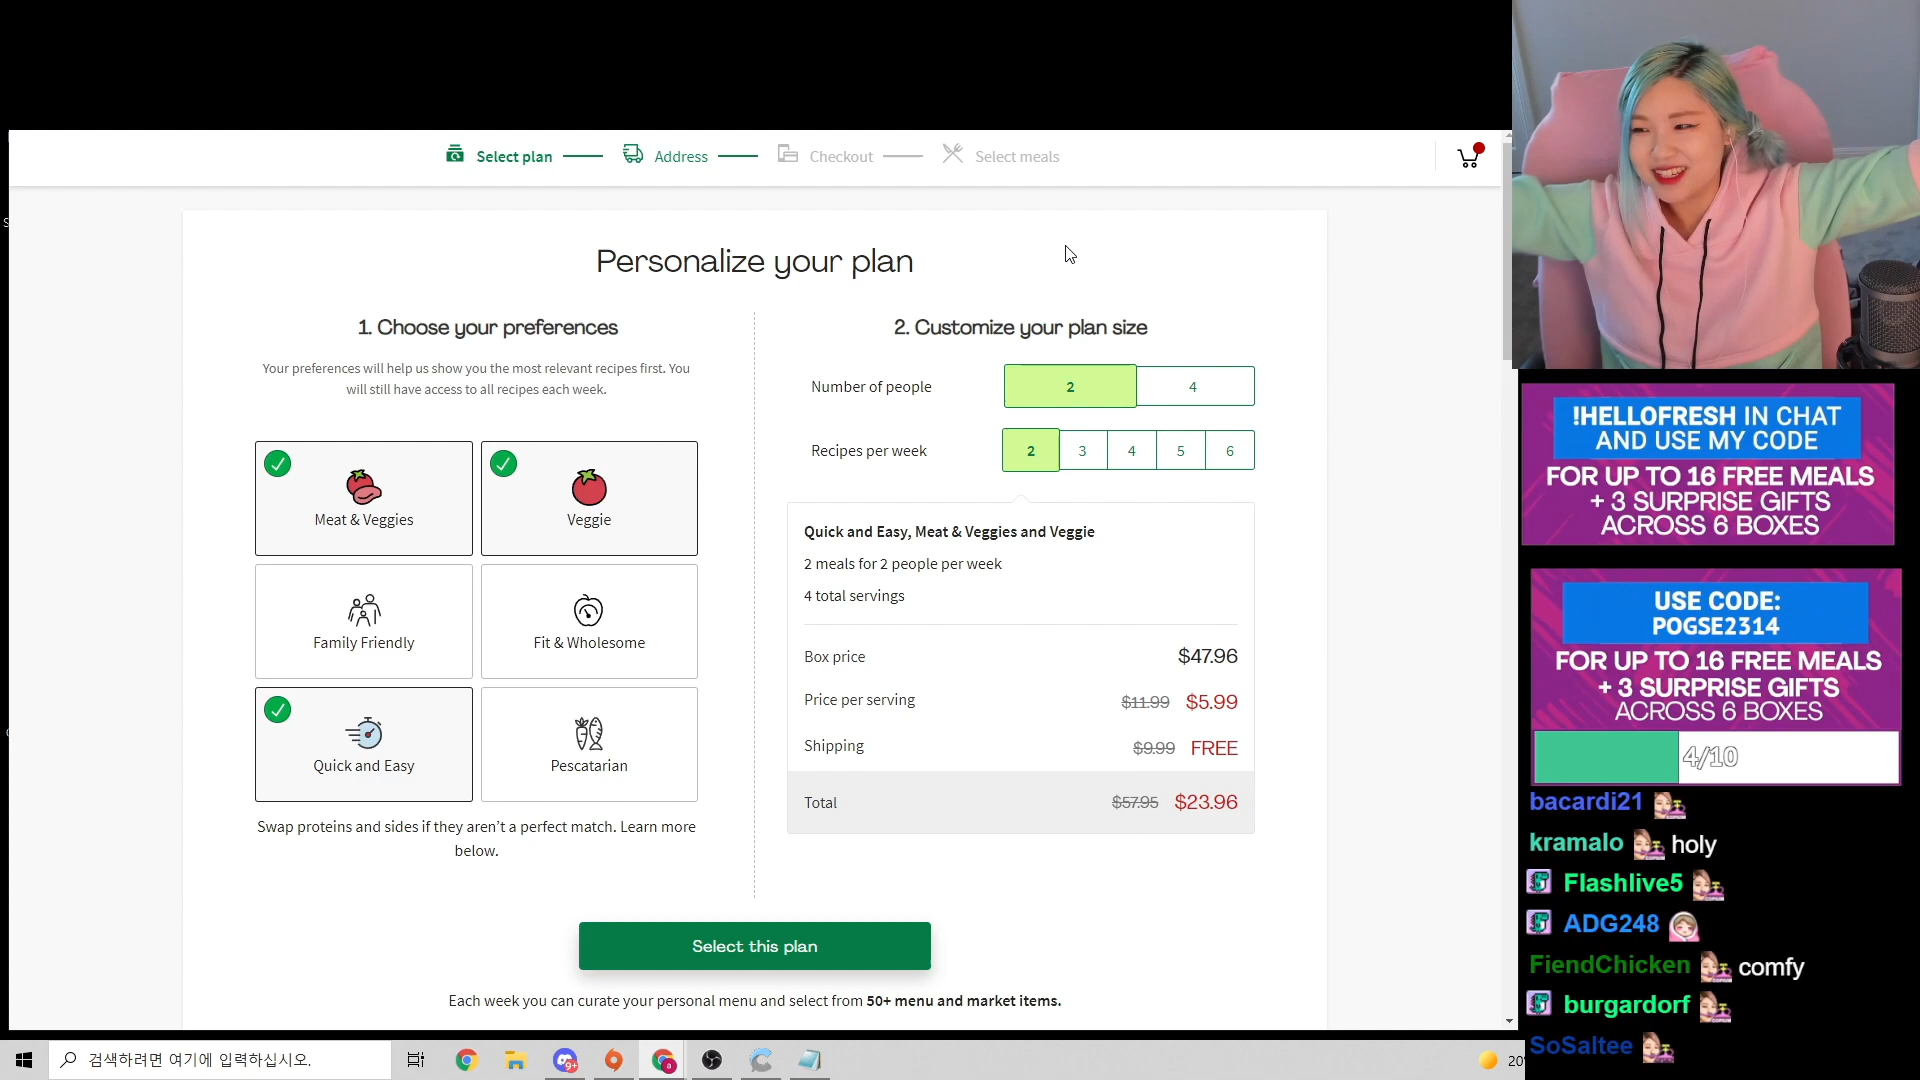 Select plan
Address
Checkout
Select meals
Personalize your plan
1. Choose your preferences
Your preferences will help us show you the most relevant recipes first. You
will still have access to all recipes each week.
Meat & Veggies
Veggie
Family Friendly
Fit & Wholesome
Quick and Easy
Pescatarian
Swap proteins and sides if they aren't a perfect match. Learn more
below.
2. Customize your plan size
Number of people
2
4
Recipes per week
2
3
4
5
6
Quick and Easy, Meat & Veggies and Veggie
2 meals for 2 people per week
4 total servings
Box price $47.96
Price per serving $11.99 $5.99
Shipping $9.99 FREE
Total $57.95 $23.96
Select this plan
Each week you can curate your personal menu and select from 50+ menu and market items.
!HELLOFRESH IN CHAT
AND USE MY CODE
FOR UP TO 16 FREE MEALS
+ 3 SURPRISE GIFTS
ACROSS 6 BOXES
USE CODE:
POGSE2314
FOR UP TO 16 FREE MEALS
+ 3 SURPRISE GIFTS
ACROSS 6 BOXES
4/10
bacardi21
kramalo holy
Flashlive5
ADG248
FiendChicken comfy
burgardorf
SoSaltee
검색하려면 여기에 입력하십시오.
9+
a
20